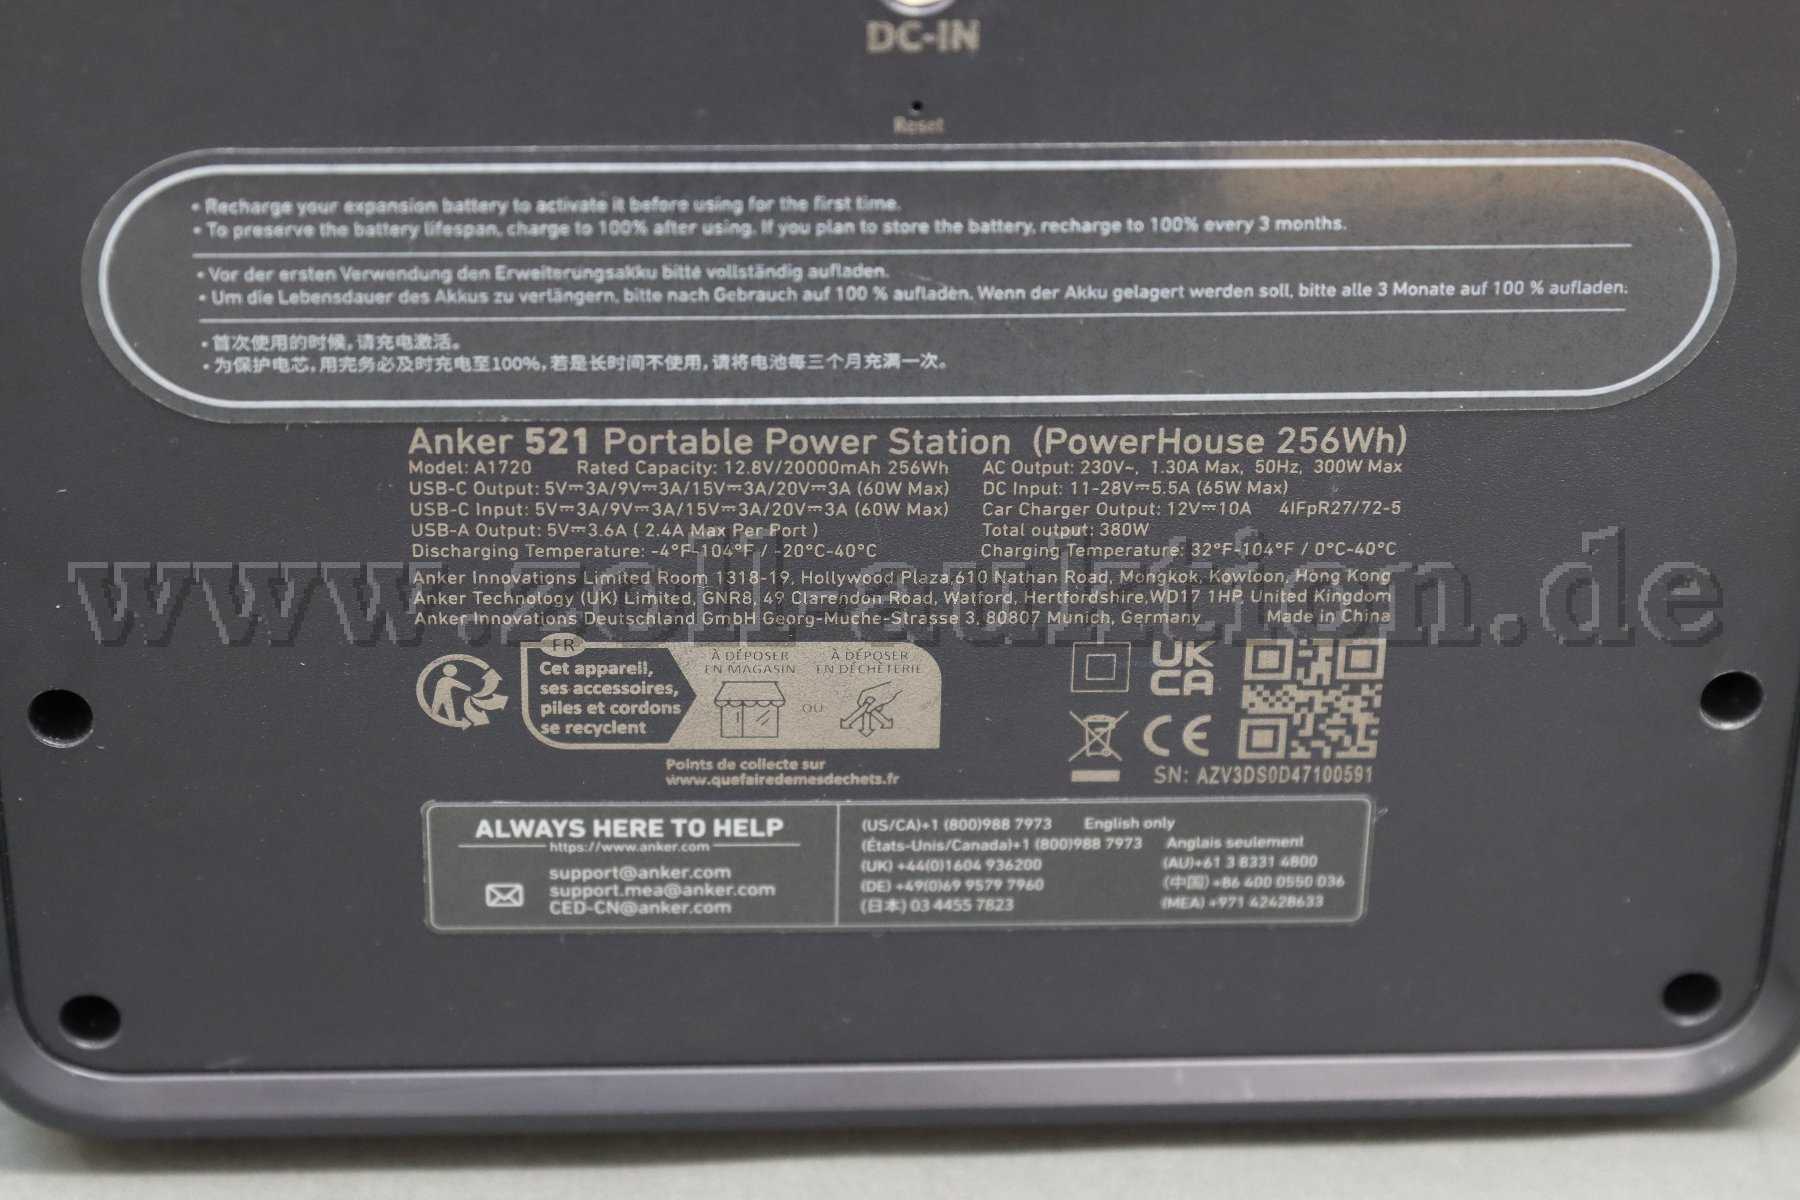 DC-IN
Reset
• Recharge your expansion battery to activate it before using for the first time.
• To preserve the battery lifespan, charge to 100% after using. If you plan to store the battery, recharge to 100% every 3 months.
• Vor der ersten Verwendung den Erweiterungsakku bitte vollständig aufladen.
• Um die Lebensdauer des Akkus zu verlängern, bitte nach Gebrauch auf 100 % aufladen. Wenn der Akku gelagert werden soll, bitte alle 3 Monate auf 100 % aufladen.
• 首次使用的时候，请充电激活。
• 为保护电芯，用完务必及时充电至100%，若是长时间不使用，请将电池每三个月充满一次。
Anker 521 Portable Power Station (PowerHouse 256Wh)
Model: A1720 Rated Capacity: 12.8V/20000mAh 256Wh AC Output: 230V~, 1.30A Max, 50Hz, 300W Max
USB-C Output: 5V⎓3A/9V⎓3A/15V⎓3A/20V⎓3A (60W Max) DC Input: 11-28V⎓5.5A (65W Max)
USB-C Input: 5V⎓3A/9V⎓3A/15V⎓3A/20V⎓3A (60W Max) Car Charger Output: 12V⎓10A 4IFpR27/72-5
USB-A Output: 5V⎓3.6A ( 2.4A Max Per Port ) Total output: 380W
Discharging Temperature: -4°F-104°F / -20°C-40°C Charging Temperature: 32°F-104°F / 0°C-40°C
www.zoll-auktion.de
Anker Innovations Limited Room 1318-19, Hollywood Plaza,610 Nathan Road, Mongkok, Kowloon, Hong Kong
Anker Technology (UK) Limited, GNR8, 49 Clarendon Road, Watford, Hertfordshire,WD17 1HP, United Kingdom
Anker Innovations Deutschland GmbH Georg-Muche-Strasse 3, 80807 Munich, Germany Made in China
FR
Cet appareil,
ses accessoires,
piles et cordons
se recyclent
À DÉPOSER
EN MAGASIN
OU
À DÉPOSER
EN DÉCHÈTERIE
Points de collecte sur
www.quefairedemesdechets.fr
UK
CA
CE
SN: AZV3DS0D47100591
ALWAYS HERE TO HELP
https://www.anker.com
support@anker.com
support.mea@anker.com
CED-CN@anker.com
(US/CA)+1 (800)988 7973 English only
(États-Unis/Canada)+1 (800)988 7973 Anglais seulement
(UK) +44(0)1604 936200 (AU)+61 3 8331 4800
(DE) +49(0)69 9579 7960 (中国) +86 400 0550 036
(日本) 03 4455 7823 (MEA) +971 42428633